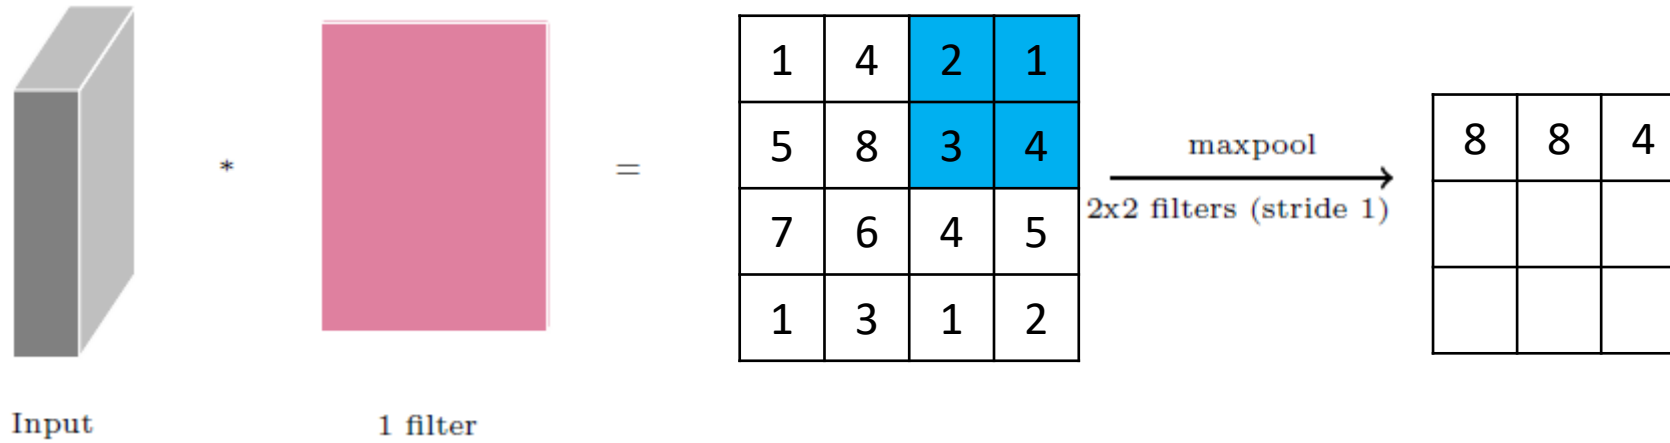 1 4 2 1
5 8 3 4
7 6 4 5
1 3 1 2
*
=
maxpool
2x2 filters (stride 1)
8 8 4
Input
1 filter